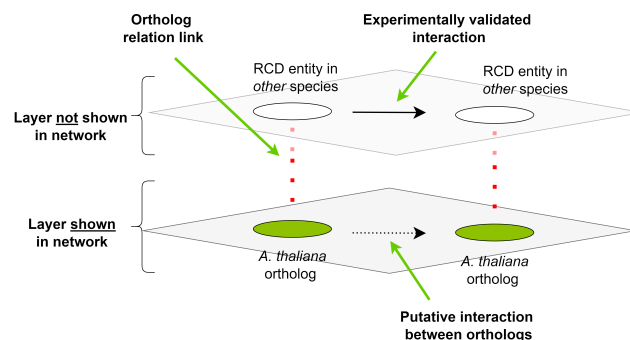 Ortholog
relation link
Experimentally validated
interaction
RCD entity in
other species
RCD entity in
other species
Layer not shown
in network
Layer shown
in network
A. thaliana
ortholog
A. thaliana
ortholog
Putative interaction
between orthologs